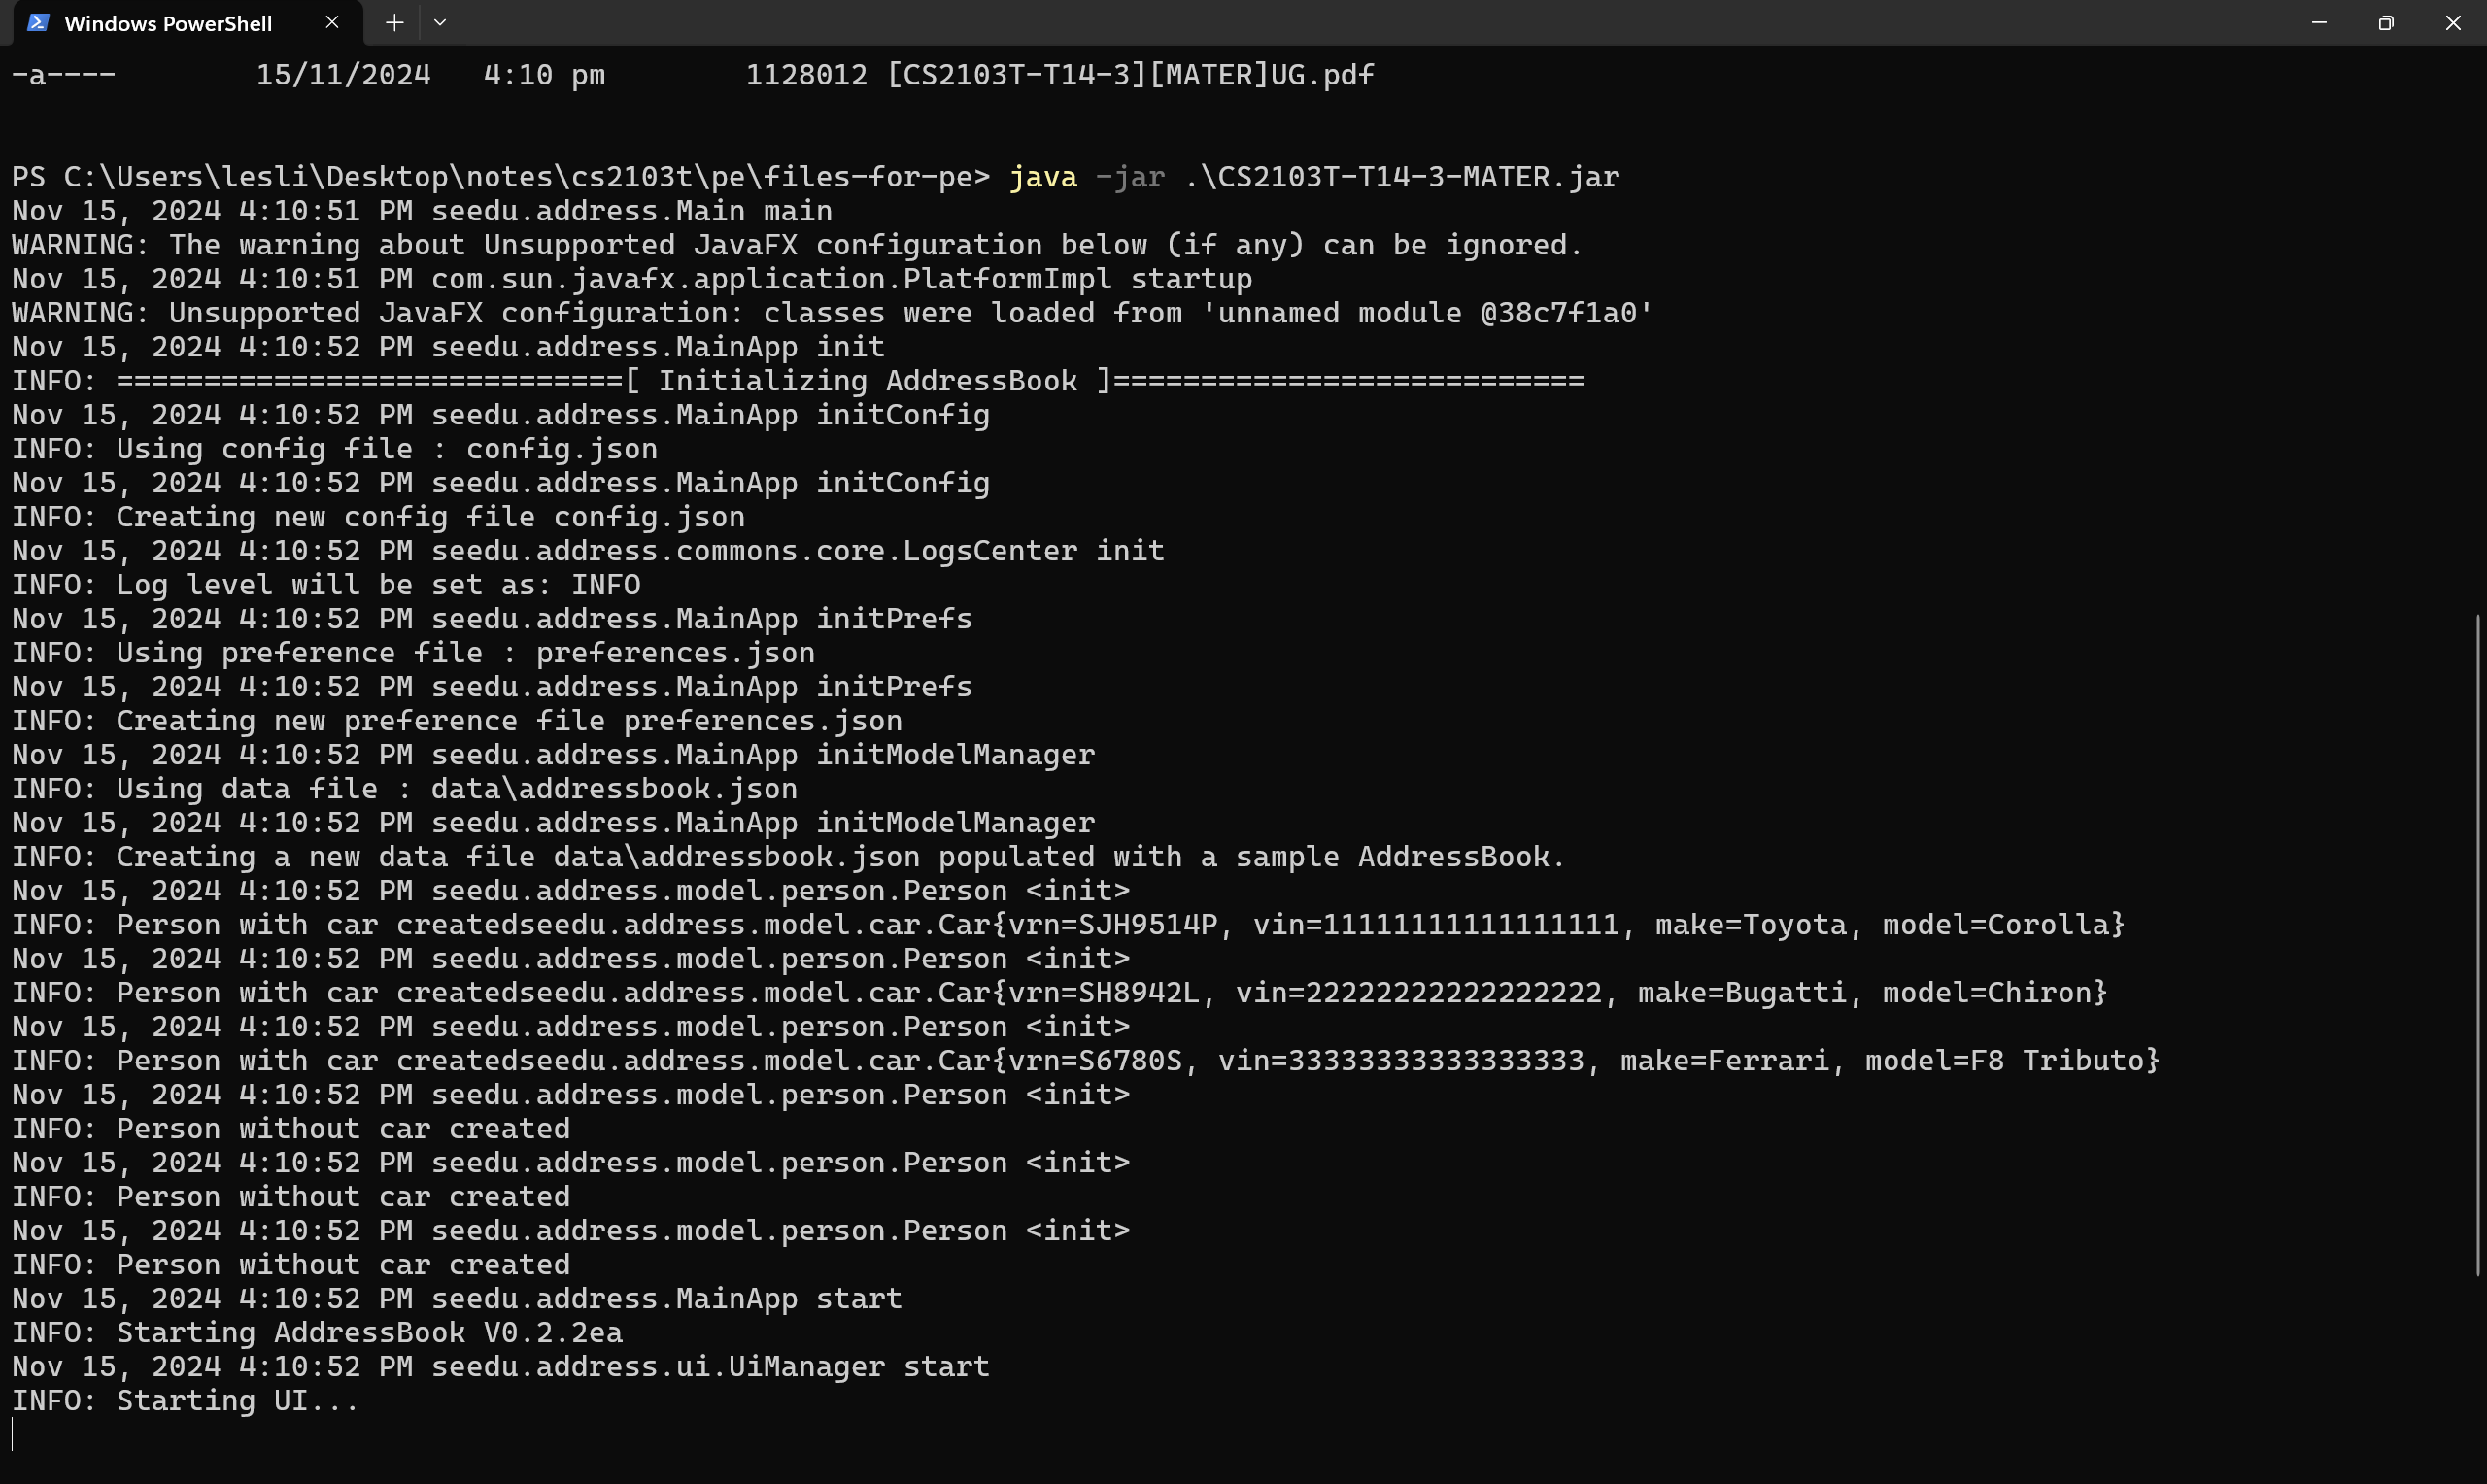 Windows PowerShell
-a----        15/11/2024   4:10 pm        1128012 [CS2103T-T14-3][MATER]UG.pdf
PS C:\Users\lesli\Desktop\notes\cs2103t\pe\files-for-pe> java -jar .\CS2103T-T14-3-MATER.jar
Nov 15, 2024 4:10:51 PM seedu.address.Main main
WARNING: The warning about Unsupported JavaFX configuration below (if any) can be ignored.
Nov 15, 2024 4:10:51 PM com.sun.javafx.application.PlatformImpl startup
WARNING: Unsupported JavaFX configuration: classes were loaded from 'unnamed module @38c7f1a0'
Nov 15, 2024 4:10:52 PM seedu.address.MainApp init
INFO: =============================[ Initializing AddressBook ]===========================
Nov 15, 2024 4:10:52 PM seedu.address.MainApp initConfig
INFO: Using config file : config.json
Nov 15, 2024 4:10:52 PM seedu.address.MainApp initConfig
INFO: Creating new config file config.json
Nov 15, 2024 4:10:52 PM seedu.address.commons.core.LogsCenter init
INFO: Log level will be set as: INFO
Nov 15, 2024 4:10:52 PM seedu.address.MainApp initPrefs
INFO: Using preference file : preferences.json
Nov 15, 2024 4:10:52 PM seedu.address.MainApp initPrefs
INFO: Creating new preference file preferences.json
Nov 15, 2024 4:10:52 PM seedu.address.MainApp initModelManager
INFO: Using data file : data\addressbook.json
Nov 15, 2024 4:10:52 PM seedu.address.MainApp initModelManager
INFO: Creating a new data file data\addressbook.json populated with a sample AddressBook.
Nov 15, 2024 4:10:52 PM seedu.address.model.person.Person <init>
INFO: Person with car createdseedu.address.model.car.Car{vrn=SJH9514P, vin=11111111111111111, make=Toyota, model=Corolla}
Nov 15, 2024 4:10:52 PM seedu.address.model.person.Person <init>
INFO: Person with car createdseedu.address.model.car.Car{vrn=SH8942L, vin=22222222222222222, make=Bugatti, model=Chiron}
Nov 15, 2024 4:10:52 PM seedu.address.model.person.Person <init>
INFO: Person with car createdseedu.address.model.car.Car{vrn=S6780S, vin=33333333333333333, make=Ferrari, model=F8 Tributo}
Nov 15, 2024 4:10:52 PM seedu.address.model.person.Person <init>
INFO: Person without car created
Nov 15, 2024 4:10:52 PM seedu.address.model.person.Person <init>
INFO: Person without car created
Nov 15, 2024 4:10:52 PM seedu.address.model.person.Person <init>
INFO: Person without car created
Nov 15, 2024 4:10:52 PM seedu.address.MainApp start
INFO: Starting AddressBook V0.2.2ea
Nov 15, 2024 4:10:52 PM seedu.address.ui.UiManager start
INFO: Starting UI...